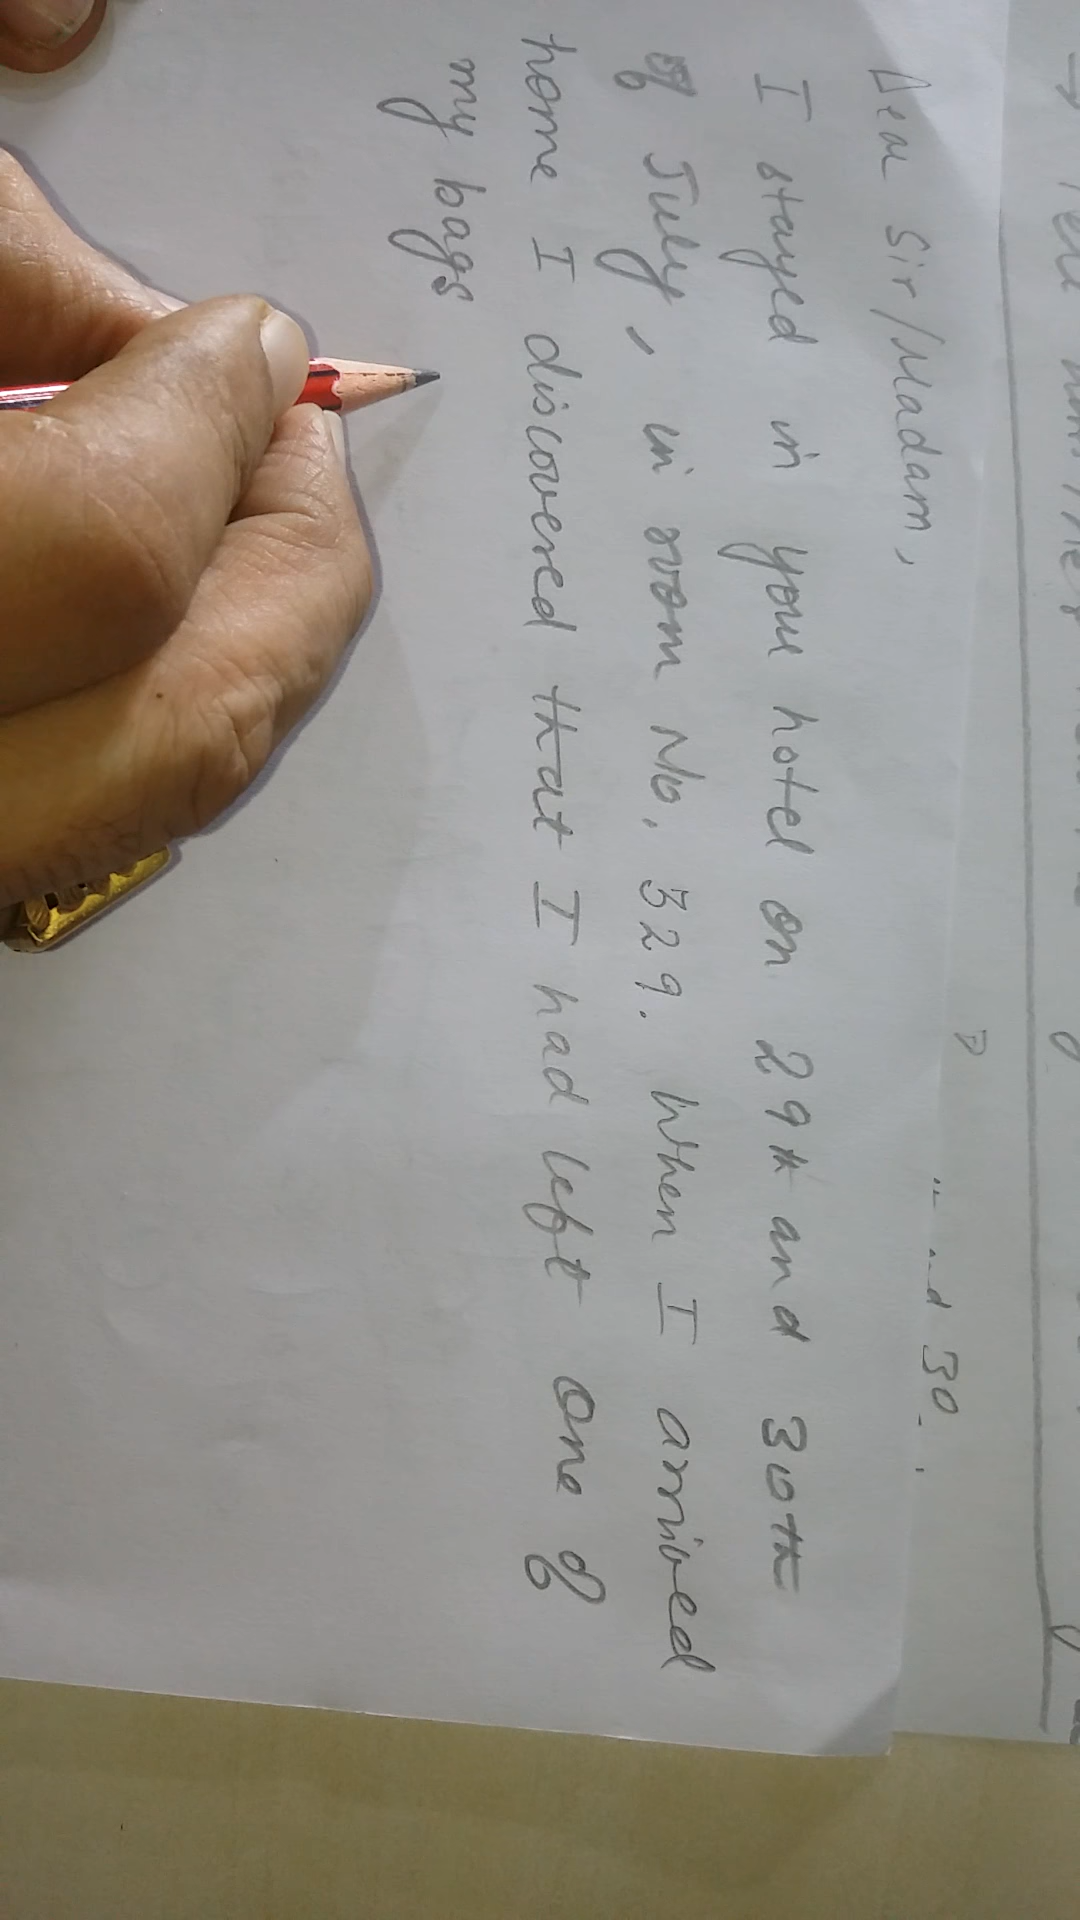 Dear Sir/Madam,
I stayed in your hotel on 29th and 30th
of July, in room No. 329. When I arrived
home I discovered that I had left one of
my bags
30